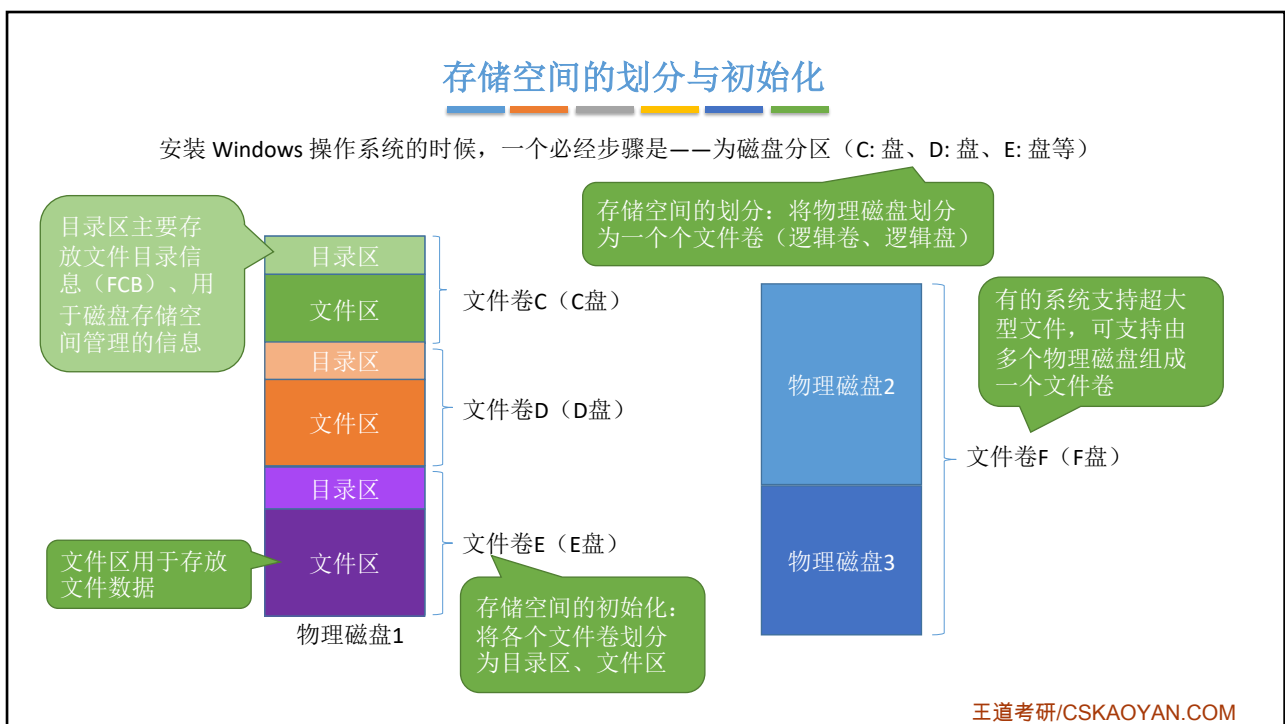 存储空间的划分与初始化
安装 Windows 操作系统的时候，一个必经步骤是——为磁盘分区（C: 盘、D: 盘、E: 盘等）
存储空间的划分：将物理磁盘划分
为一个个文件卷（逻辑卷、逻辑盘）
目录区主要存
放文件目录信
息（FCB）、用
于磁盘存储空
间管理的信息
目录区
文件区
文件卷C（C盘）
目录区
文件区
文件卷D（D盘）
目录区
文件区
文件卷E（E盘）
文件区用于存放
文件数据
物理磁盘1
存储空间的初始化：
将各个文件卷划分
为目录区、文件区
物理磁盘2
物理磁盘3
有的系统支持超大
型文件，可支持由
多个物理磁盘组成
一个文件卷
文件卷F（F盘）
王道考研/CSKAOYAN.COM